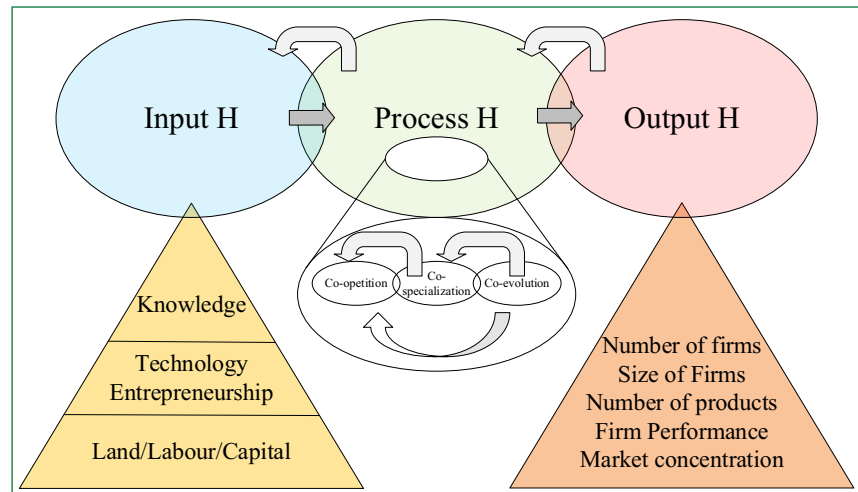 Input H
Process H
Output H
Co-opetition
Co-
specialization
Co-evolution
Knowledge
Technology
Entrepreneurship
Land/Labour/Capital
Number of firms
Size of Firms
Number of products
Firm Performance
Market concentration